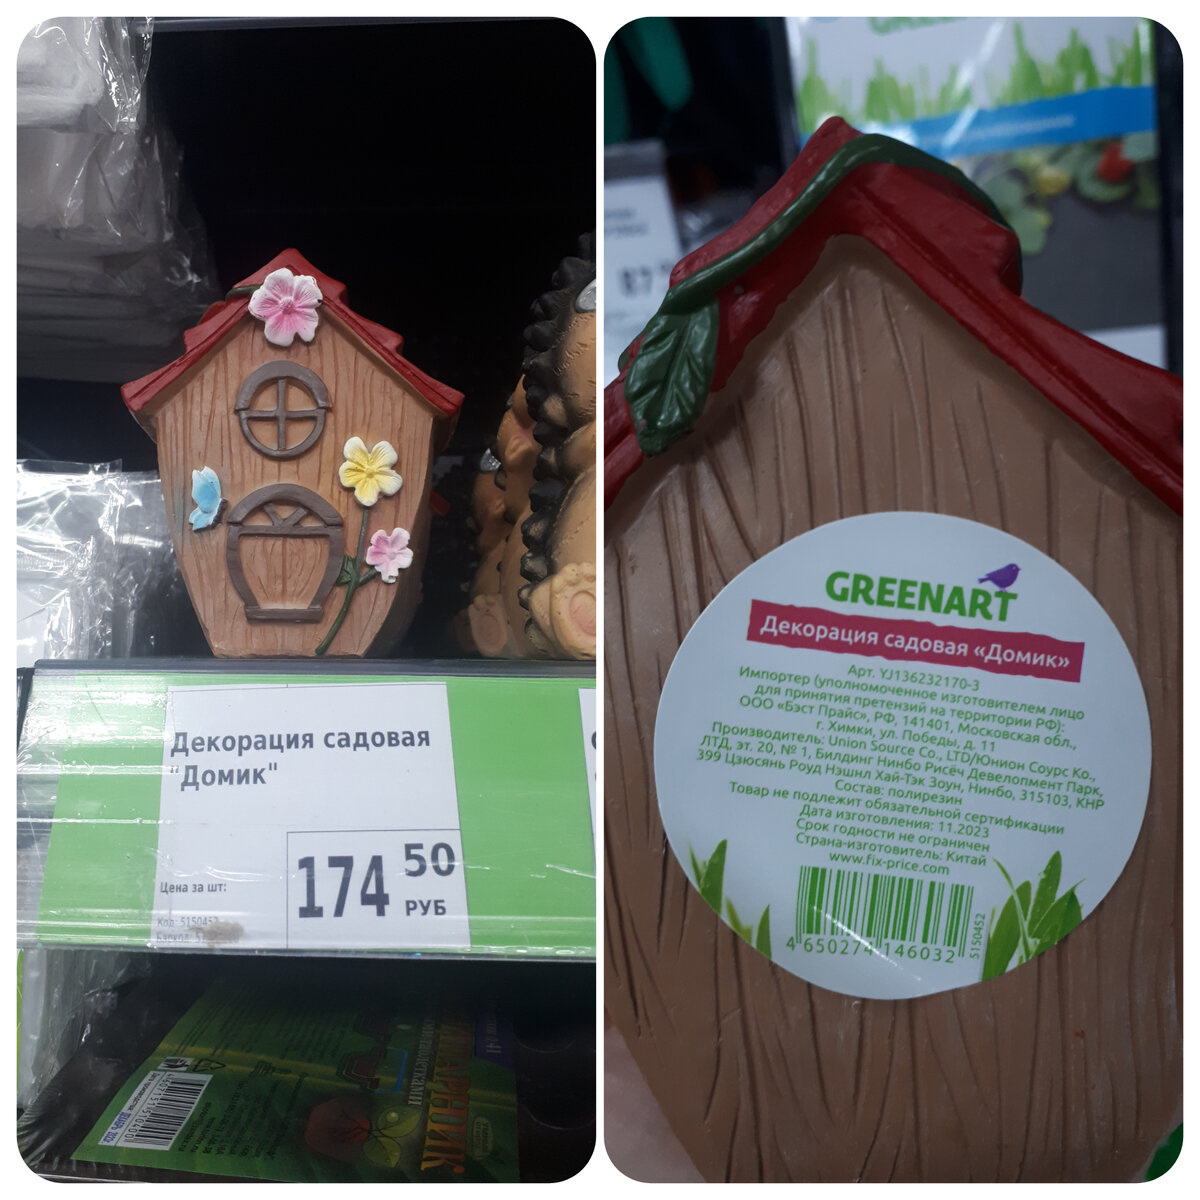 Декорация садовая
"Домик"
Цена за шт:
174 50
РУБ
Код: 5150452
GREENART
Декорация садовая «Домик»
Арт. YJ136232170-3
Импортер (уполномоченное изготовителем лицо
для принятия претензий на территории РФ):
ООО «Бэст Прайс», РФ, 141401, Московская обл.,
г. Химки, ул. Победы, д. 11
Производитель: Union Source Co., LTD/Юнион Соурс Ко.,
ЛТД, эт. 20, № 1, Билдинг Нинбо Рисёч Девелопмент Парк,
399 Цзюсянь Роуд Нэшнл Хай-Тэк Зоун, Нинбо, 315103, КНР
Состав: полирезин
Товар не подлежит обязательной сертификации
Дата изготовления: 11.2023
Срок годности не ограничен
Страна-изготовитель: Китай
www.fix-price.com
4 650274 146032
5150452
87